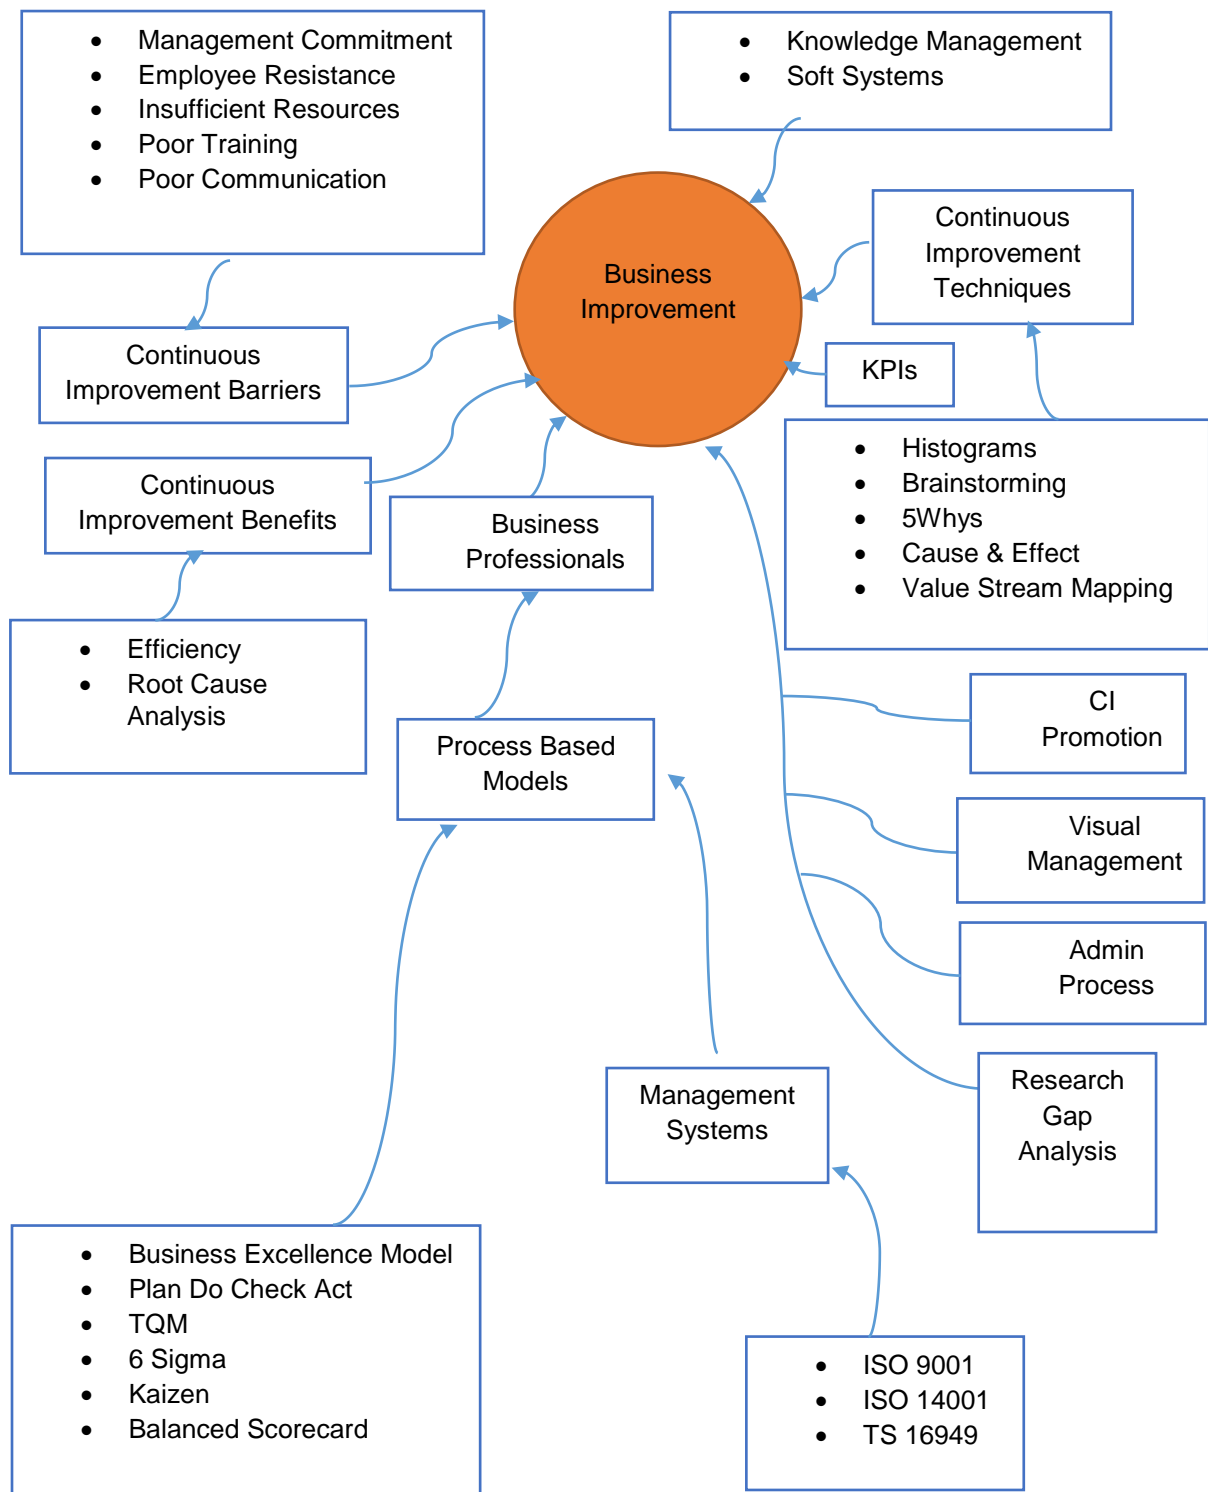 • Management Commitment
• Employee Resistance
• Insufficient Resources
• Poor Training
• Poor Communication
• Knowledge Management
• Soft Systems
Business
Improvement
Continuous
Improvement
Techniques
Continuous
Improvement Barriers
KPIs
• Histograms
• Brainstorming
• 5Whys
• Cause & Effect
• Value Stream Mapping
Continuous
Improvement Benefits
Business
Professionals
• Efficiency
• Root Cause
Analysis
Process Based
Models
CI
Promotion
Visual
Management
Admin
Process
Management
Systems
Research
Gap
Analysis
• Business Excellence Model
• Plan Do Check Act
• TQM
• 6 Sigma
• Kaizen
• Balanced Scorecard
• ISO 9001
• ISO 14001
• TS 16949